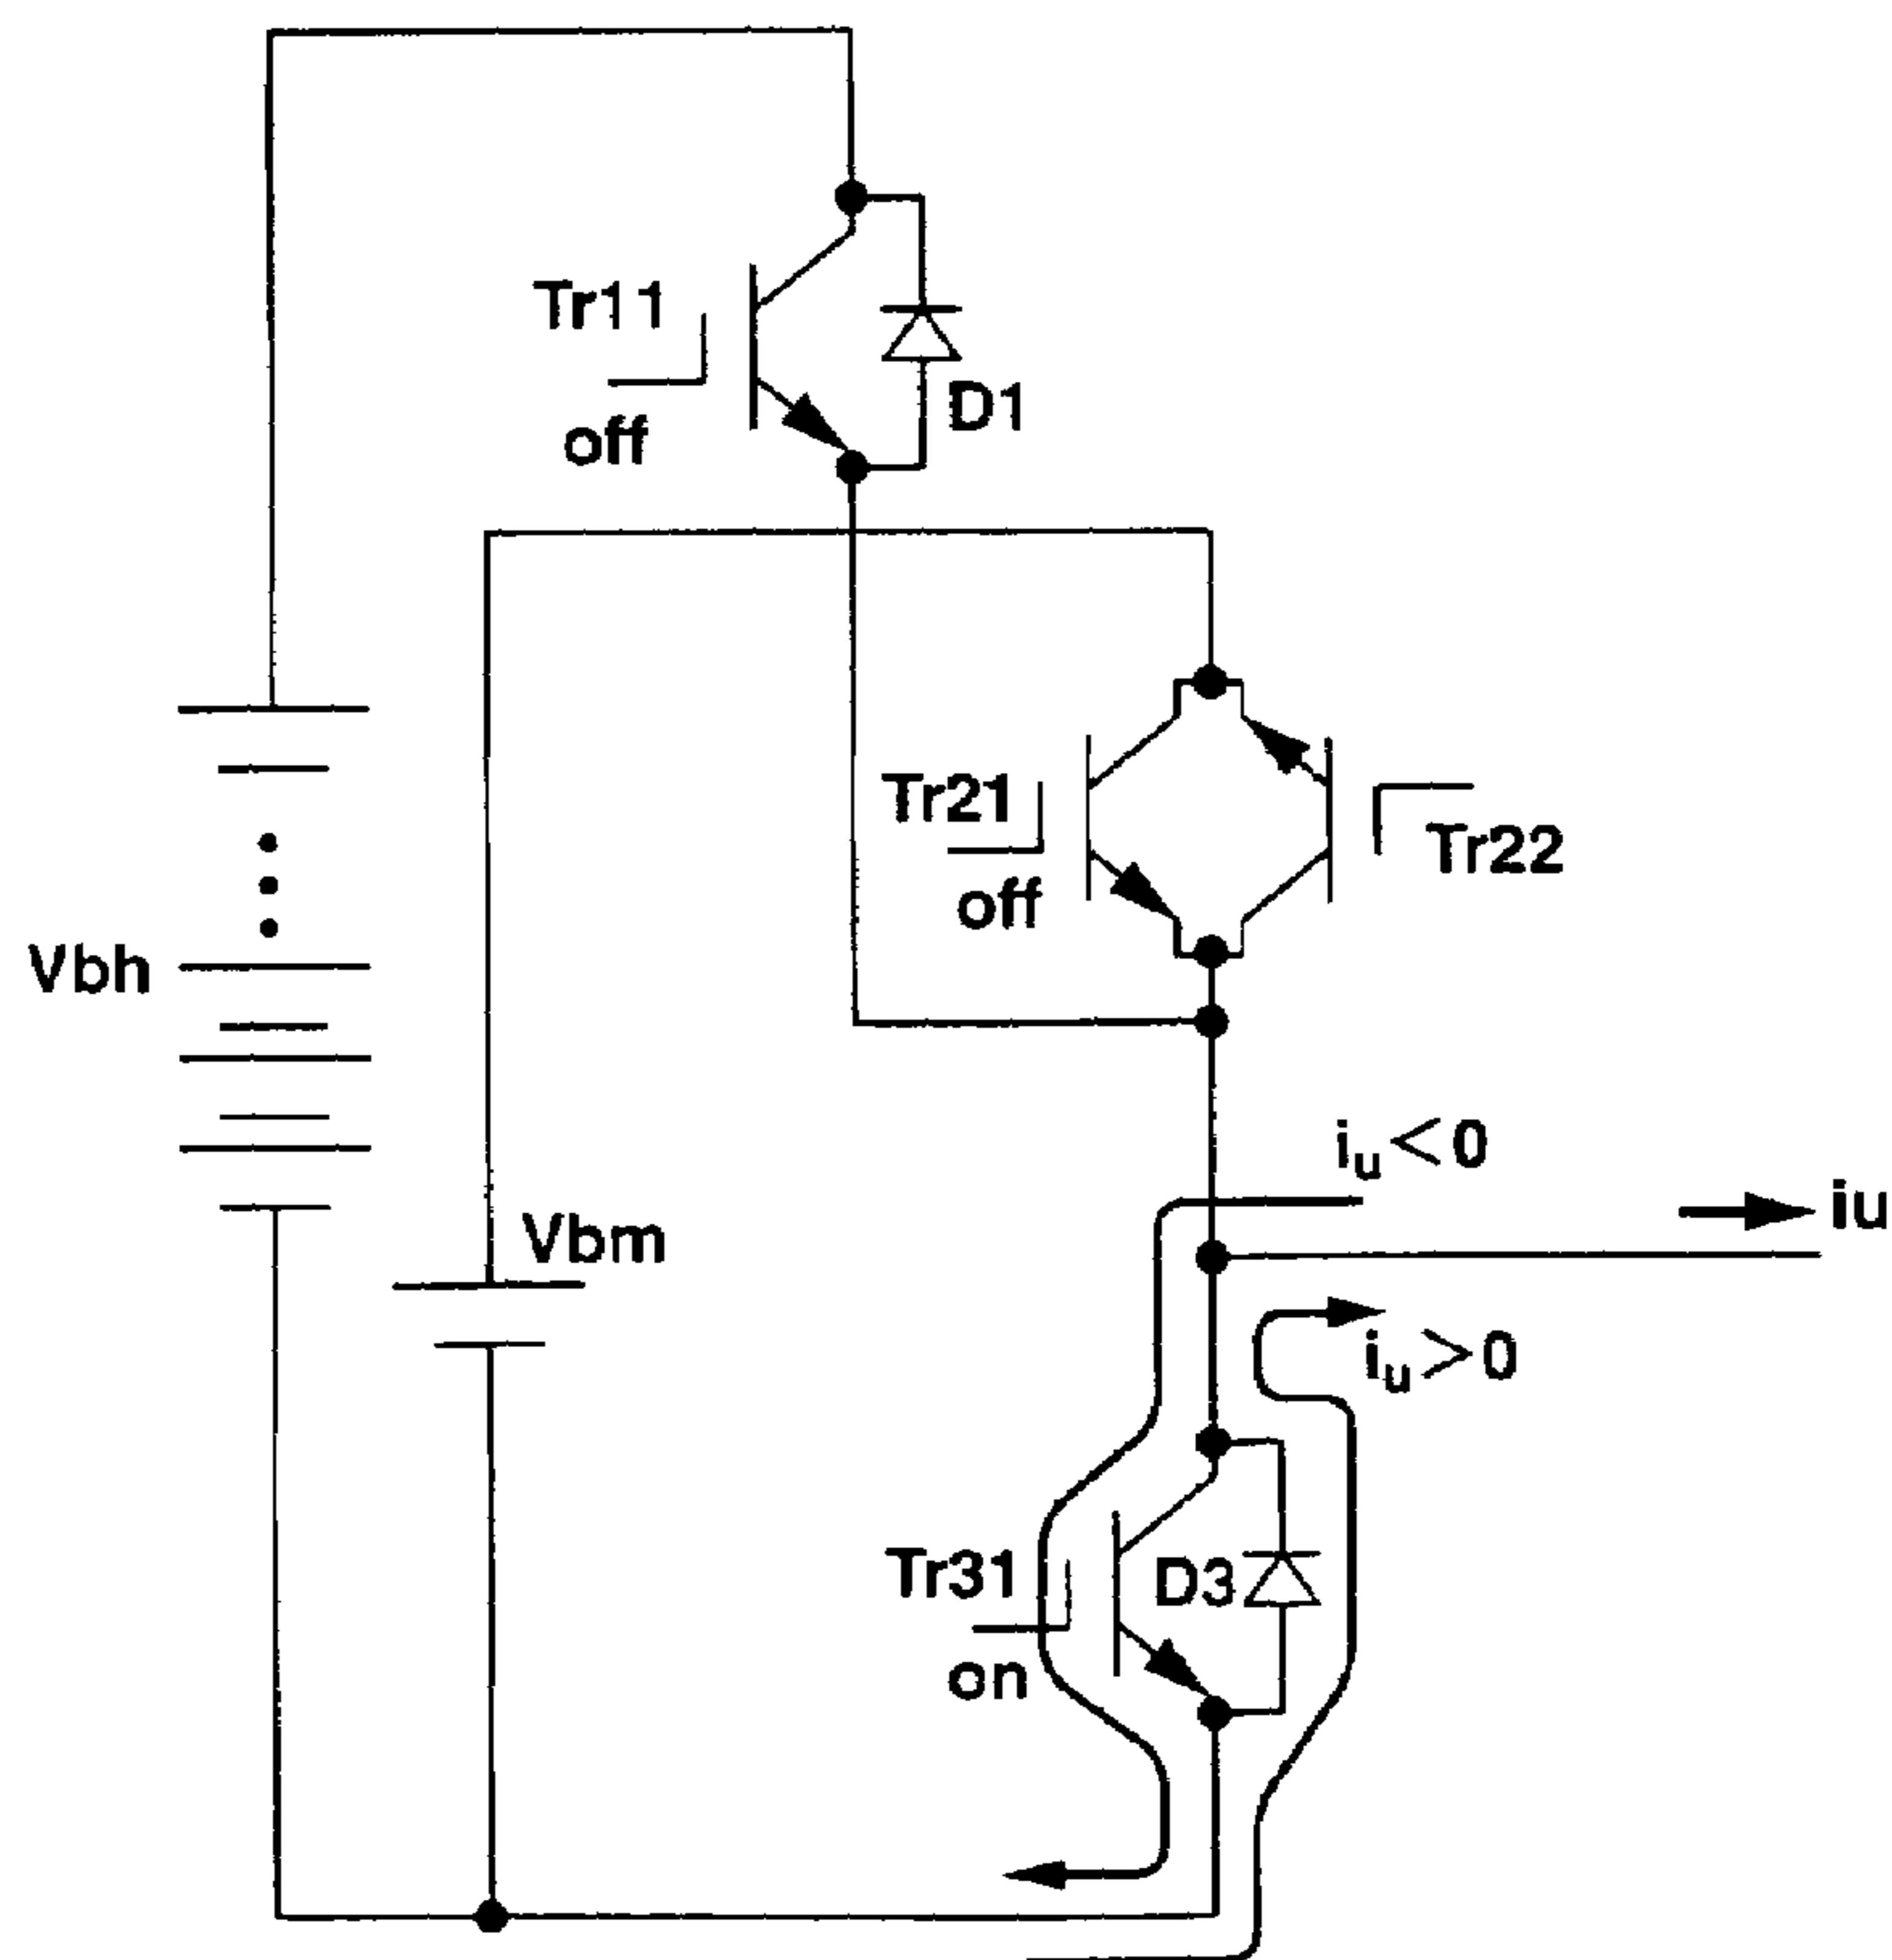 Tr11
D1
off
Tr21
Tr22
off
Vbh
iu<0
iu
Vbm
iu>0
Tr31
D3
on